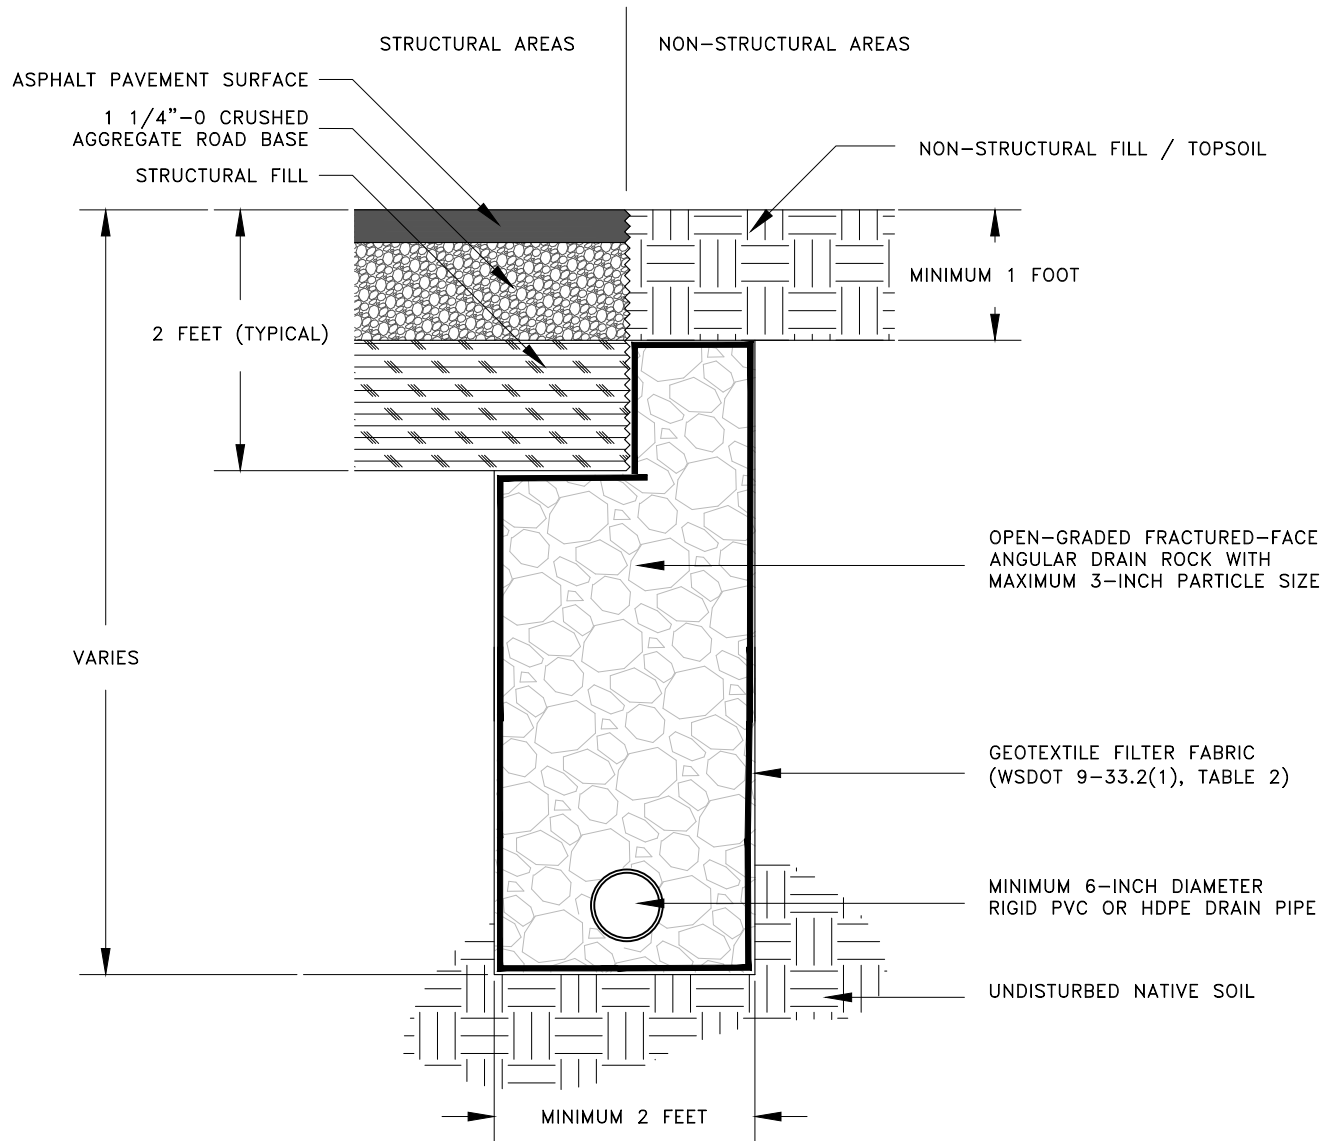 STRUCTURAL AREAS
NON-STRUCTURAL AREAS
ASPHALT PAVEMENT SURFACE
1 1/4"-0 CRUSHED
AGGREGATE ROAD BASE
STRUCTURAL FILL
NON-STRUCTURAL FILL / TOPSOIL
MINIMUM 1 FOOT
2 FEET (TYPICAL)
OPEN-GRADED FRACTURED-FACE
ANGULAR DRAIN ROCK WITH
MAXIMUM 3-INCH PARTICLE SIZE
VARIES
GEOTEXTILE FILTER FABRIC
(WSDOT 9-33.2(1), TABLE 2)
MINIMUM 6-INCH DIAMETER
RIGID PVC OR HDPE DRAIN PIPE
UNDISTURBED NATIVE SOIL
MINIMUM 2 FEET